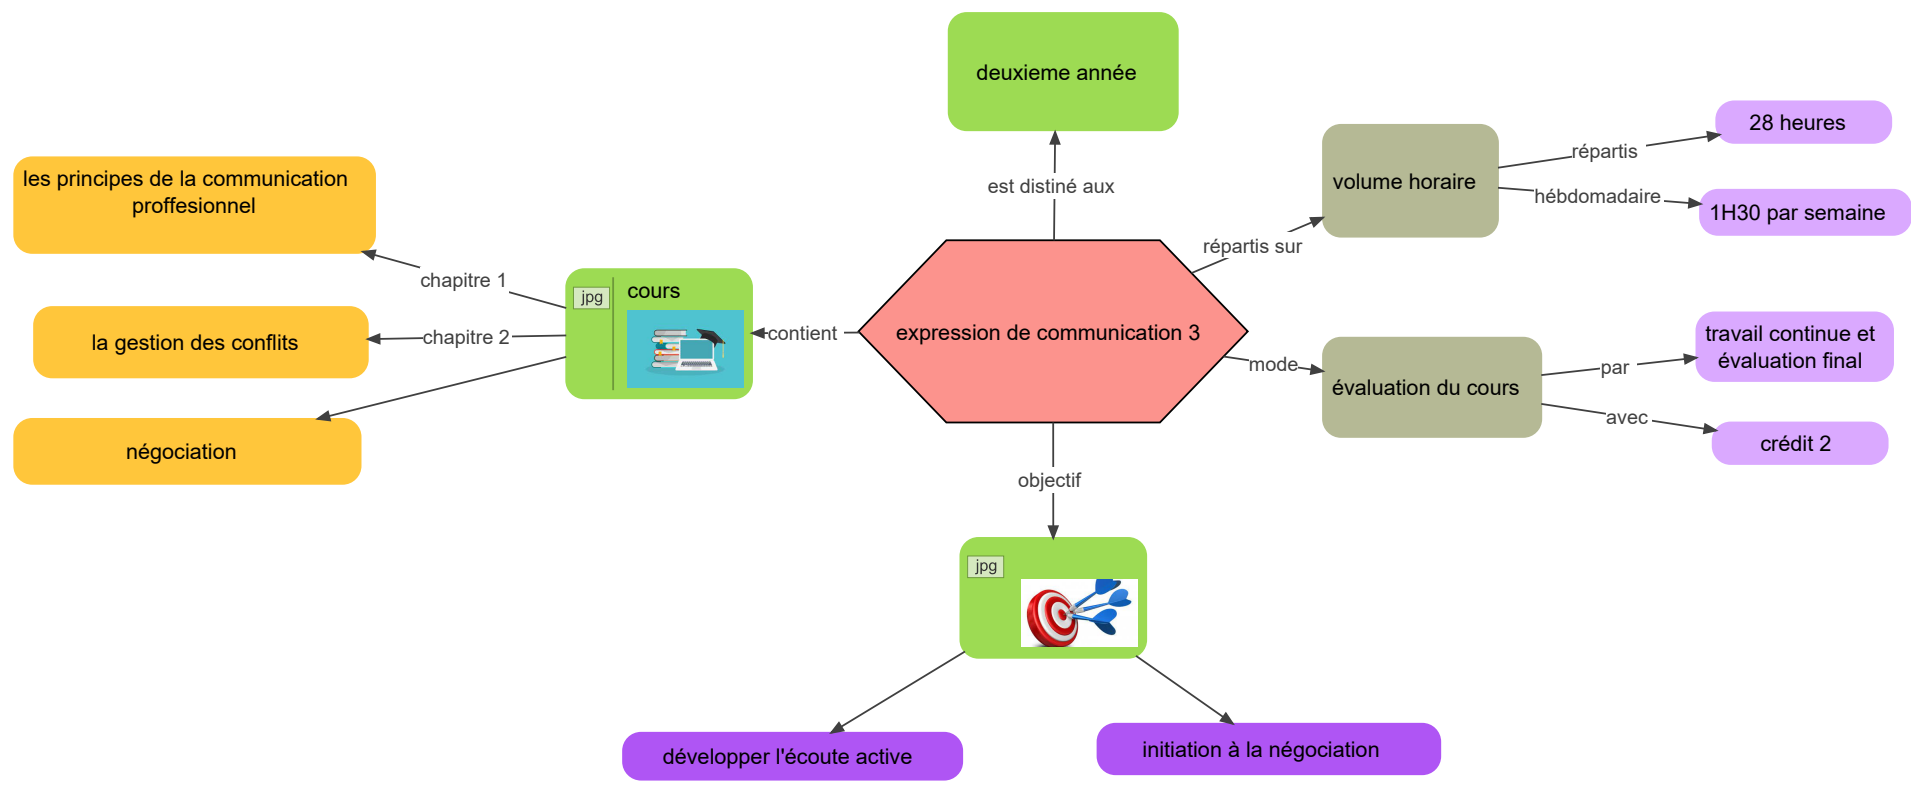 deuxieme année
est distiné aux
expression de communication 3
contient
jpg
cours
chapitre 1
les principes de la communication
proffesionnel
chapitre 2
la gestion des conflits
négociation
répartis sur
volume horaire
répartis
28 heures
hébdomadaire
1H30 par semaine
mode
évaluation du cours
par
travail continue et
évaluation final
avec
crédit 2
objectif
jpg
développer l'écoute active
initiation à la négociation